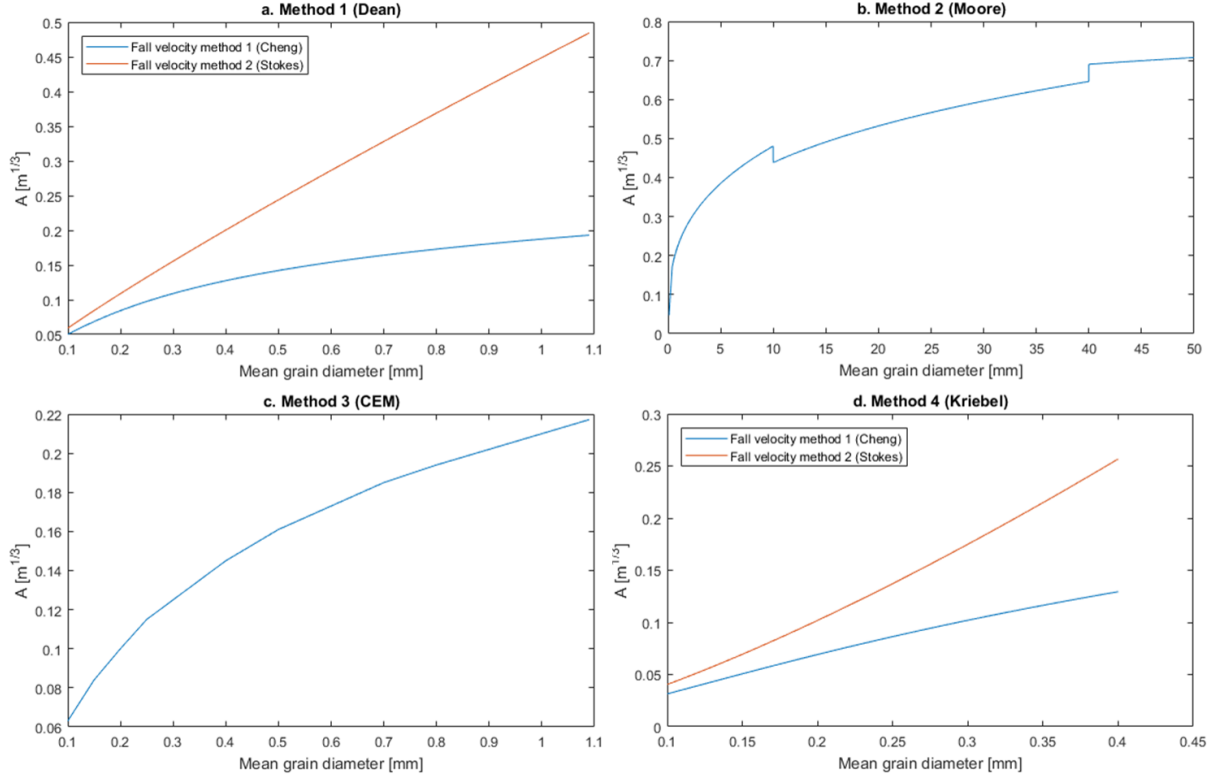 a. Method 1 (Dean)
0.5
0.45
0.4
0.35
0.3
0.25
0.2
0.15
0.1
0.05
A [m1/3]
Fall velocity method 1 (Cheng)
Fall velocity method 2 (Stokes)
0.1 0.2 0.3 0.4 0.5 0.6 0.7 0.8 0.9 1 1.1
Mean grain diameter [mm]
b. Method 2 (Moore)
0.8
0.7
0.6
0.5
0.4
0.3
0.2
0.1
0
A [m1/3]
0 5 10 15 20 25 30 35 40 45 50
Mean grain diameter [mm]
c. Method 3 (CEM)
0.22
0.2
0.18
0.16
0.14
0.12
0.1
0.08
0.06
A [m1/3]
0.1 0.2 0.3 0.4 0.5 0.6 0.7 0.8 0.9 1 1.1
Mean grain diameter [mm]
d. Method 4 (Kriebel)
0.3
0.25
0.2
0.15
0.1
0.05
0
A [m1/3]
Fall velocity method 1 (Cheng)
Fall velocity method 2 (Stokes)
0.1 0.15 0.2 0.25 0.3 0.35 0.4 0.45
Mean grain diameter [mm]